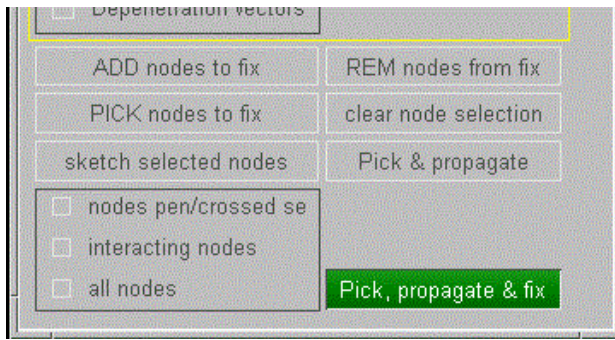 Depenetration vectors
ADD nodes to fix
REM nodes from fix
PICK nodes to fix
clear node selection
sketch selected nodes
Pick & propagate
nodes pen/crossed se
interacting nodes
all nodes
Pick, propagate & fix